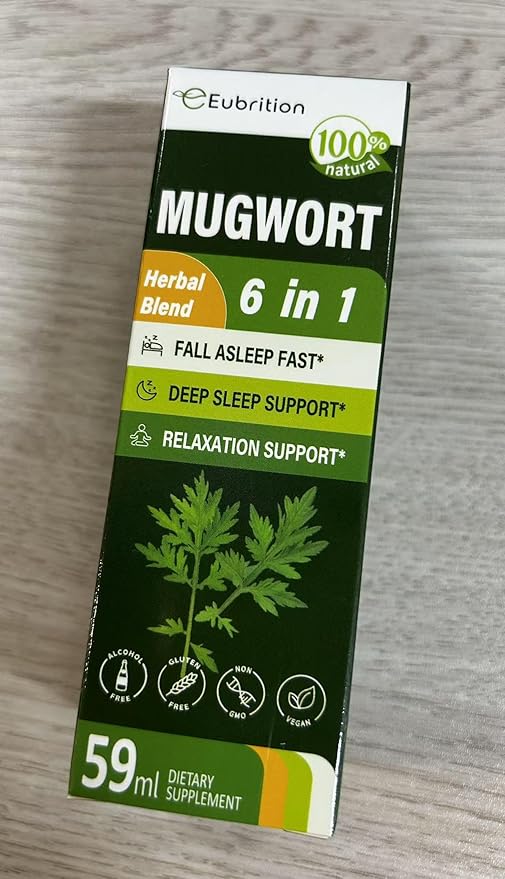 Eubrition
100%
natural
MUGWORT
Herbal
Blend
6 in 1
FALL ASLEEP FAST*
DEEP SLEEP SUPPORT*
RELAXATION SUPPORT*
ALCOHOL
FREE
GLUTEN
FREE
NON
GMO
VEGAN
59ml
DIETARY
SUPPLEMENT